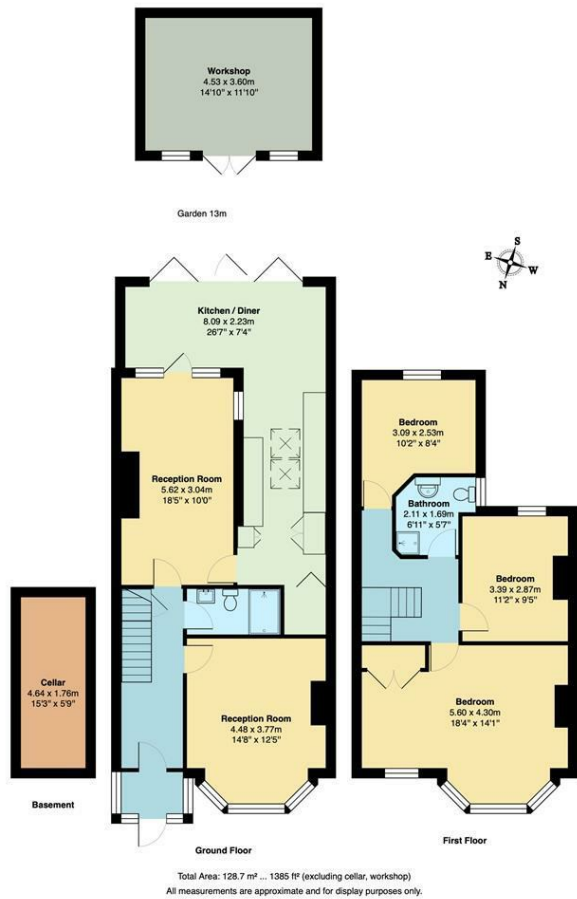 Workshop
4.53 x 3.60m
14'10" x 11'10"
Garden 13m
S
E
W
N
Kitchen / Diner
8.09 x 2.23m
26'7" x 7'4"
Reception Room
5.62 x 3.04m
18'5" x 10'0"
Bedroom
3.09 x 2.53m
10'2" x 8'4"
Bathroom
2.11 x 1.69m
6'11" x 5'7"
Bedroom
3.39 x 2.87m
11'2" x 9'5"
Cellar
4.64 x 1.76m
15'3" x 5'9"
Reception Room
4.48 x 3.77m
14'8" x 12'5"
Bedroom
5.60 x 4.30m
18'4" x 14'1"
Basement
Ground Floor
First Floor
Total Area: 128.7 m² ... 1385 ft² (excluding cellar, workshop)
All measurements are approximate and for display purposes only.